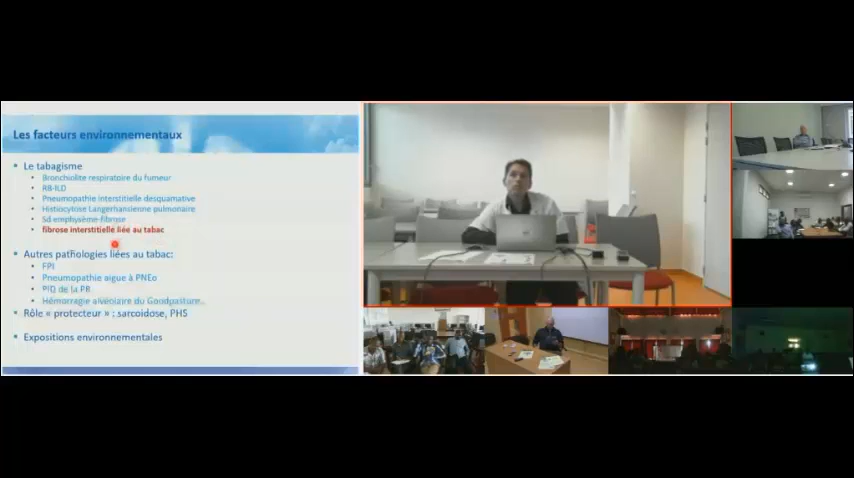 Les facteurs environnementaux
Le tabagisme
Bronchiolite respiratoire du fumeur
RB-ILD
Pneumopathie interstitielle desquamative
Histiocytose Langerhansienne pulmonaire
Sd emphysème-fibrose
fibrose interstitielle liée au tabac
Autres pathologies liées au tabac:
FPI
Pneumopathie aigue à PNEo
PID de la PR
Hémorragie alvéolaire du Goodpasture..
Rôle « protecteur » : sarcoïdose, PHS
Expositions environnementales